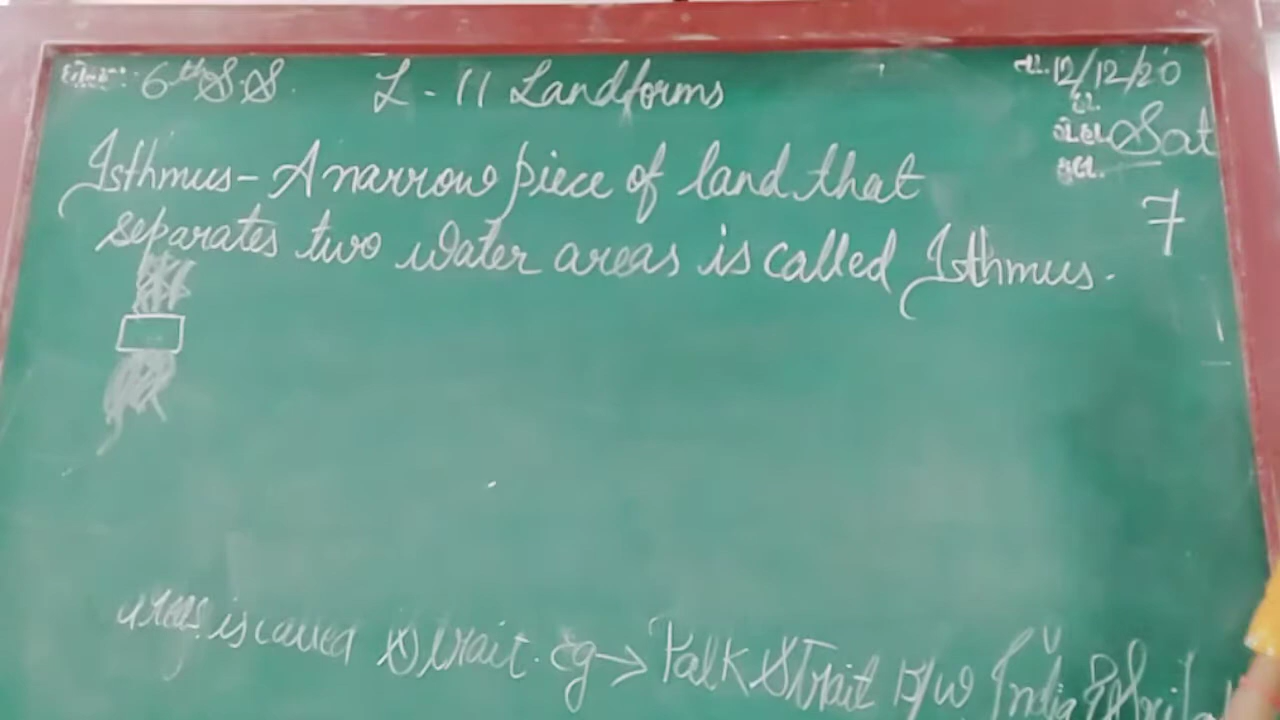 6th S.S. L - 11 Landforms
તા. 12/12/20
Sat
7
Isthmus - A narrow piece of land that
separates two water areas is called Isthmus.
areas is called Strait. eg → Palk Strait B/W India &